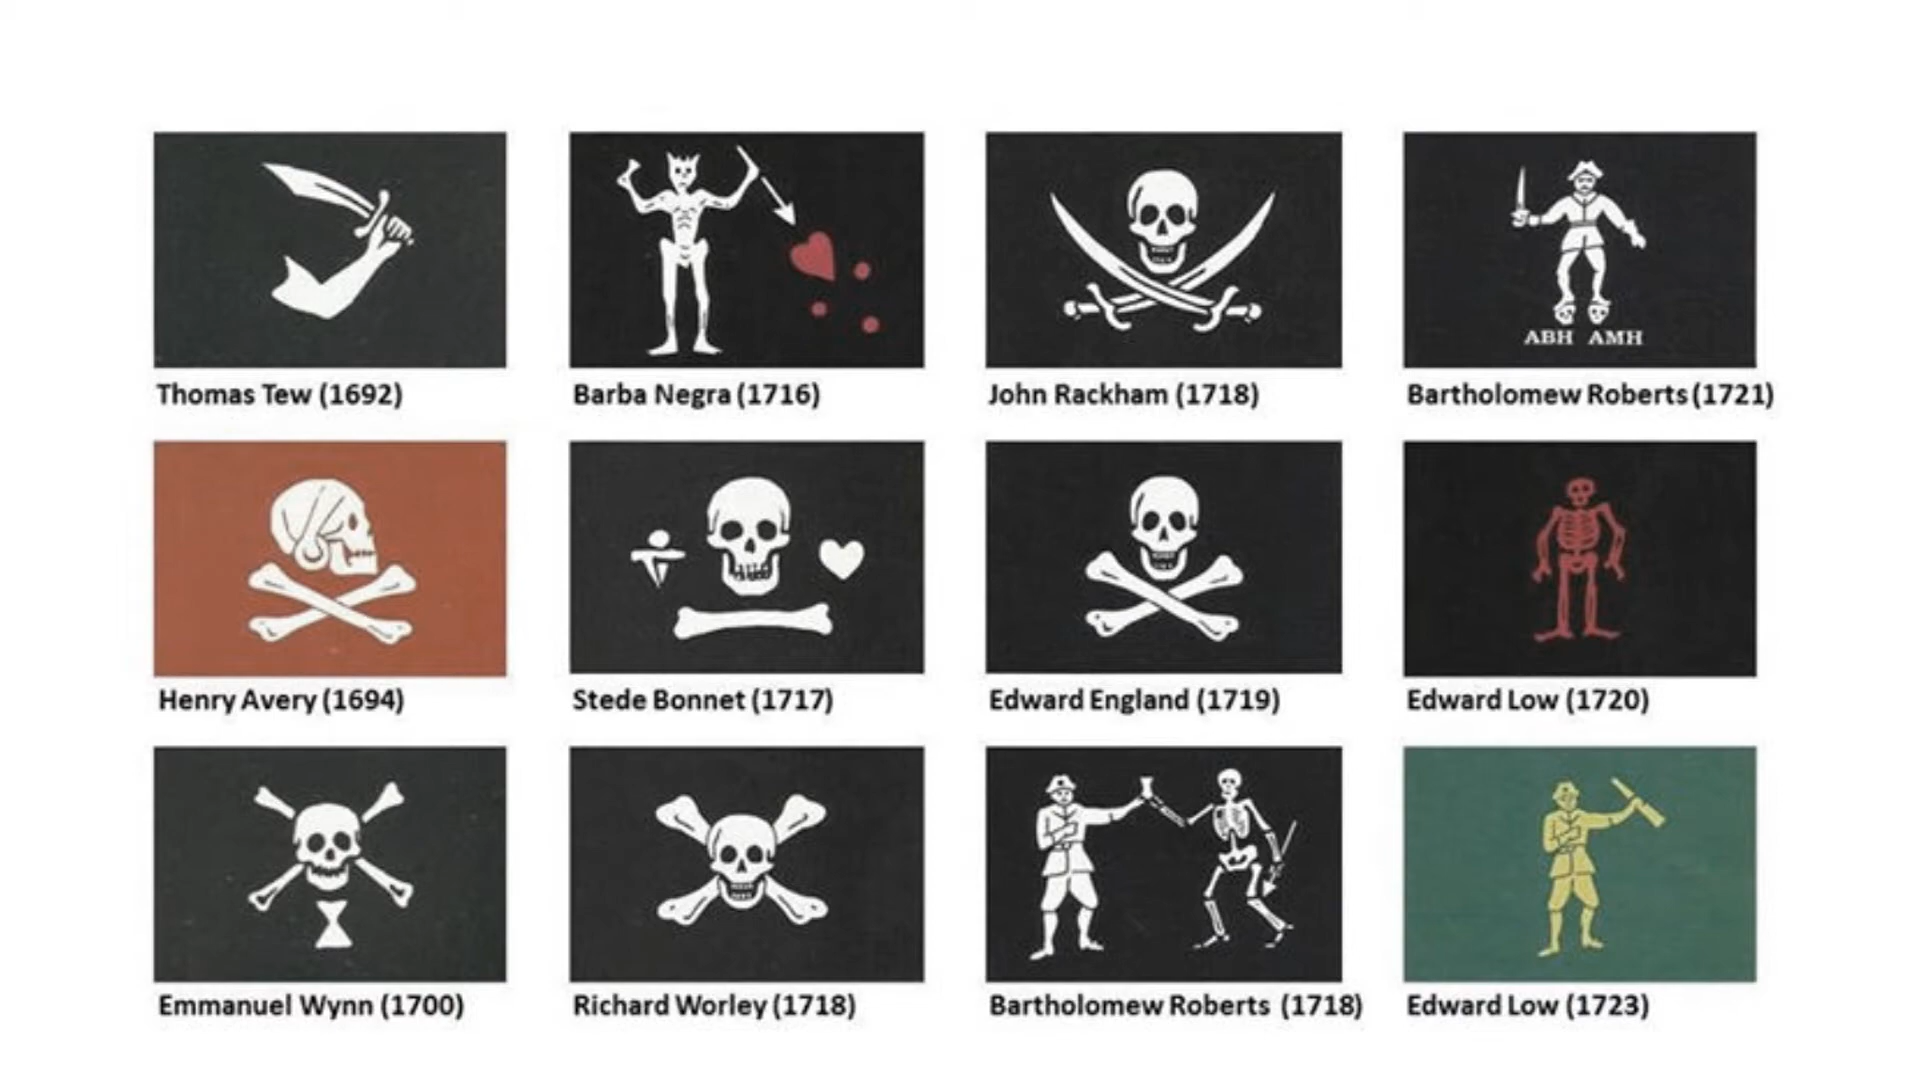 ABH AMH
Thomas Tew (1692)
Barba Negra (1716)
John Rackham (1718)
Bartholomew Roberts (1721)
Henry Avery (1694)
Stede Bonnet (1717)
Edward England (1719)
Edward Low (1720)
Emmanuel Wynn (1700)
Richard Worley (1718)
Bartholomew Roberts (1718)
Edward Low (1723)